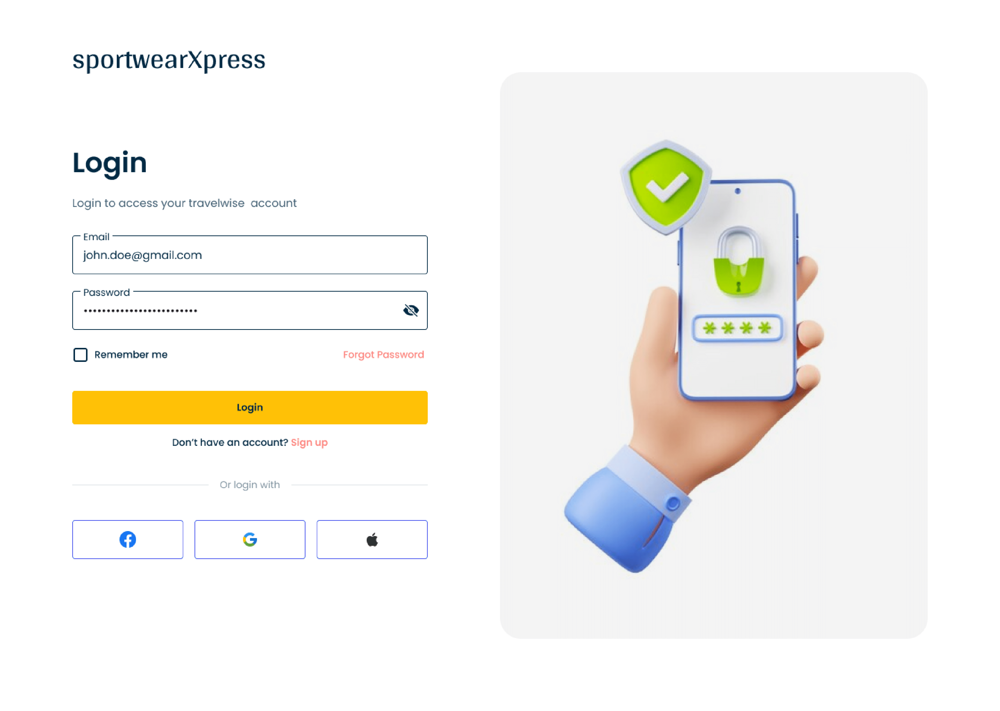 sportwearXpress
Login
Login to access your travelwise  account
Email
john.doe@gmail.com
Password
•••••••••••••••••••••••••
Remember me
Forgot Password
Login
Don’t have an account? Sign up
Or login with
****